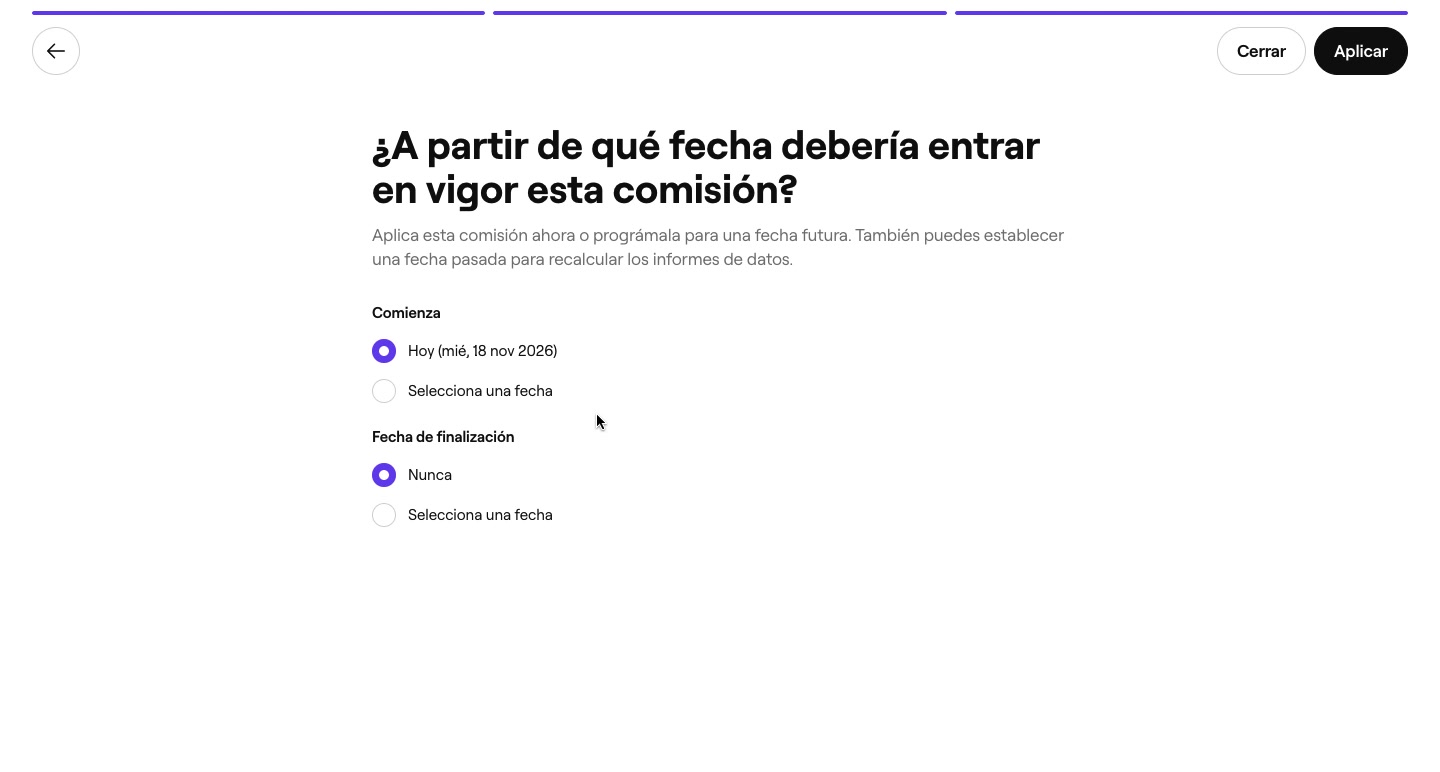 Cerrar
Aplicar
¿A partir de qué fecha debería entrar
en vigor esta comisión?
Aplica esta comisión ahora o prográmala para una fecha futura. También puedes establecer
una fecha pasada para recalcular los informes de datos.
Comienza
Hoy (mié, 18 nov 2026)
Selecciona una fecha
Fecha de finalización
Nunca
Selecciona una fecha